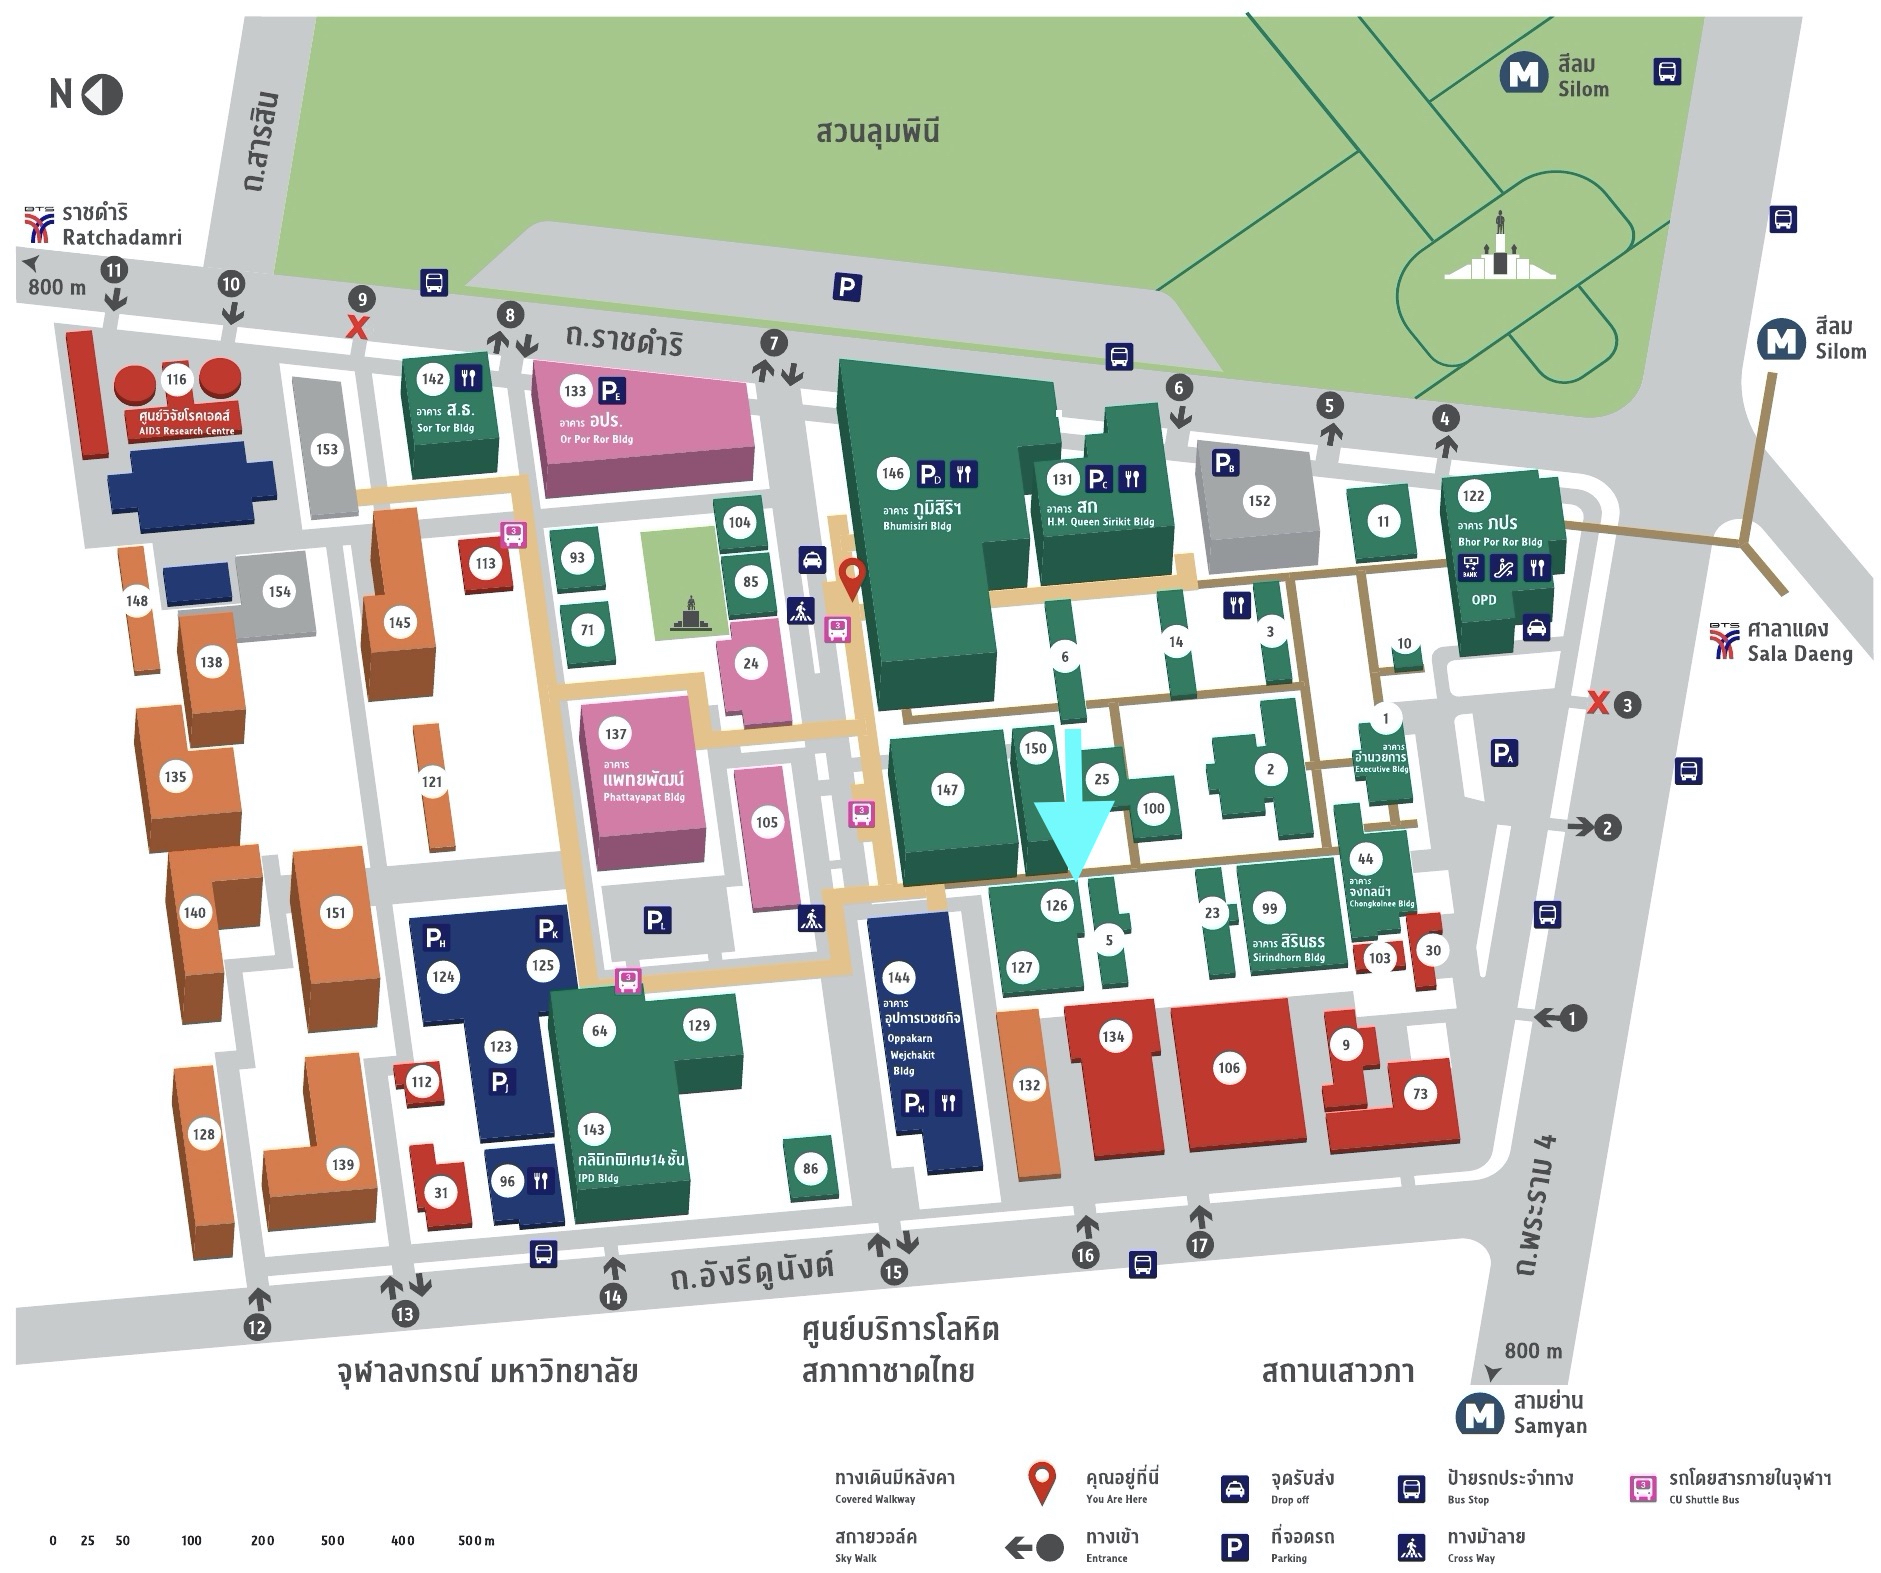 N
ถ.สารสิน
สวนลุมพินี
M
สีลม
Silom
BTS
ราชดำริ
Ratchadamri
800 m
11
10
9
X
8
ถ.ราชดำริ
7
P
6
5
4
M
สีลม
Silom
116
ศูนย์วิจัยโรคเอดส์
AIDS Research Centre
153
142
อาคาร ส.ธ.
Sor Tor Bldg
133
PE
อาคาร อปร.
Or Por Ror Bldg
146
PD
อาคาร ภูมิสิริฯ
Bhumisiri Bldg
131
PC
อาคาร สก
H.M. Queen Sirikit Bldg
PB
152
11
122
อาคาร ภปร
Bhor Por Ror Bldg
BANK
OPD
104
93
85
3
113
154
148
145
71
24
3
138
6
14
3
10
BTS
ศาลาแดง
Sala Daeng
X
3
1
อาคาร
อำนวยการ
Executive Bldg
PA
137
อาคาร
แพทยพัฒน์
Phattayapat Bldg
121
135
105
3
147
150
25
100
2
2
44
อาคาร
จงกลนีฯ
Chongkolnee Bldg
140
151
PH
PK
124
125
PL
3
144
อาคาร
อุปการเวชชกิจ
Oppakarn
Wejchakit
Bldg
PM
126
127
5
23
99
อาคาร สิรินธร
Sirindhorn Bldg
103
30
1
64
129
123
PJ
112
132
134
106
9
73
128
139
31
96
143
คลินิกพิเศษ14ชั้น
IPD Bldg
86
ถ.พระราม 4
12
13
14
ถ.อังรีดูนังต์
15
16
17
จุฬาลงกรณ์ มหาวิทยาลัย
ศูนย์บริการโลหิต
สภากาชาดไทย
สถานเสาวภา
800 m
M
สามย่าน
Samyan
ทางเดินมีหลังคา
Covered Walkway
คุณอยู่ที่นี่
You Are Here
จุดรับส่ง
Drop off
ป้ายรถประจำทาง
Bus Stop
3
รถโดยสารภายในจุฬาฯ
CU Shuttle Bus
สกายวอล์ค
Sky Walk
ทางเข้า
Entrance
P
ที่จอดรถ
Parking
ทางม้าลาย
Cross Way
0 25 50 100 200 500 400 500 m